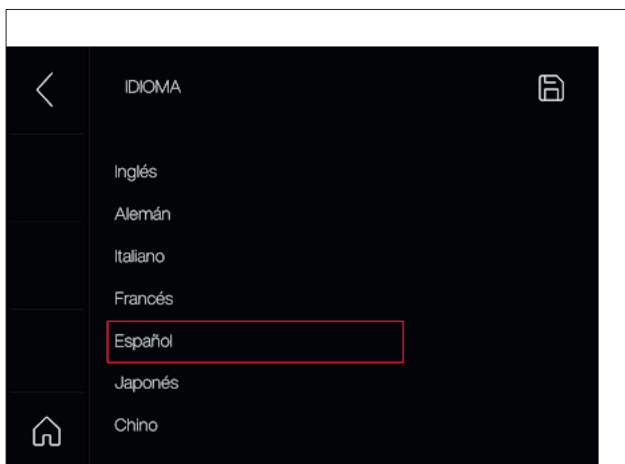 IDIOMA
Inglés
Alemán
Italiano
Francés
Español
Japonés
Chino